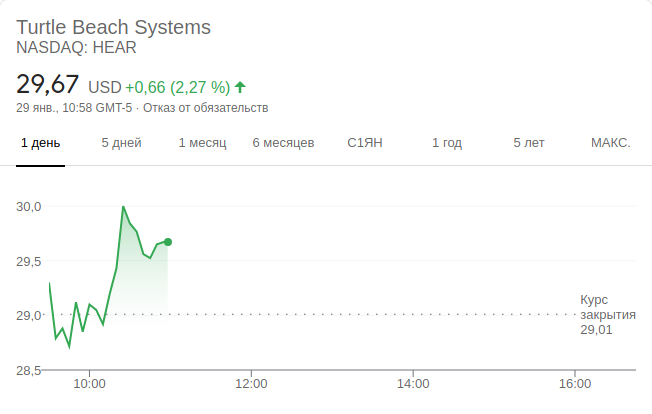 Turtle Beach Systems
NASDAQ: HEAR
29,67 USD +0,66 (2,27 %)
29 янв., 10:58 GMT-5 · Отказ от обязательств
1 день 5 дней 1 месяц 6 месяцев С1ЯН 1 год 5 лет МАКС.
30,0
29,5
29,0
28,5
Курс
закрытия
29,01
10:00 12:00 14:00 16:00